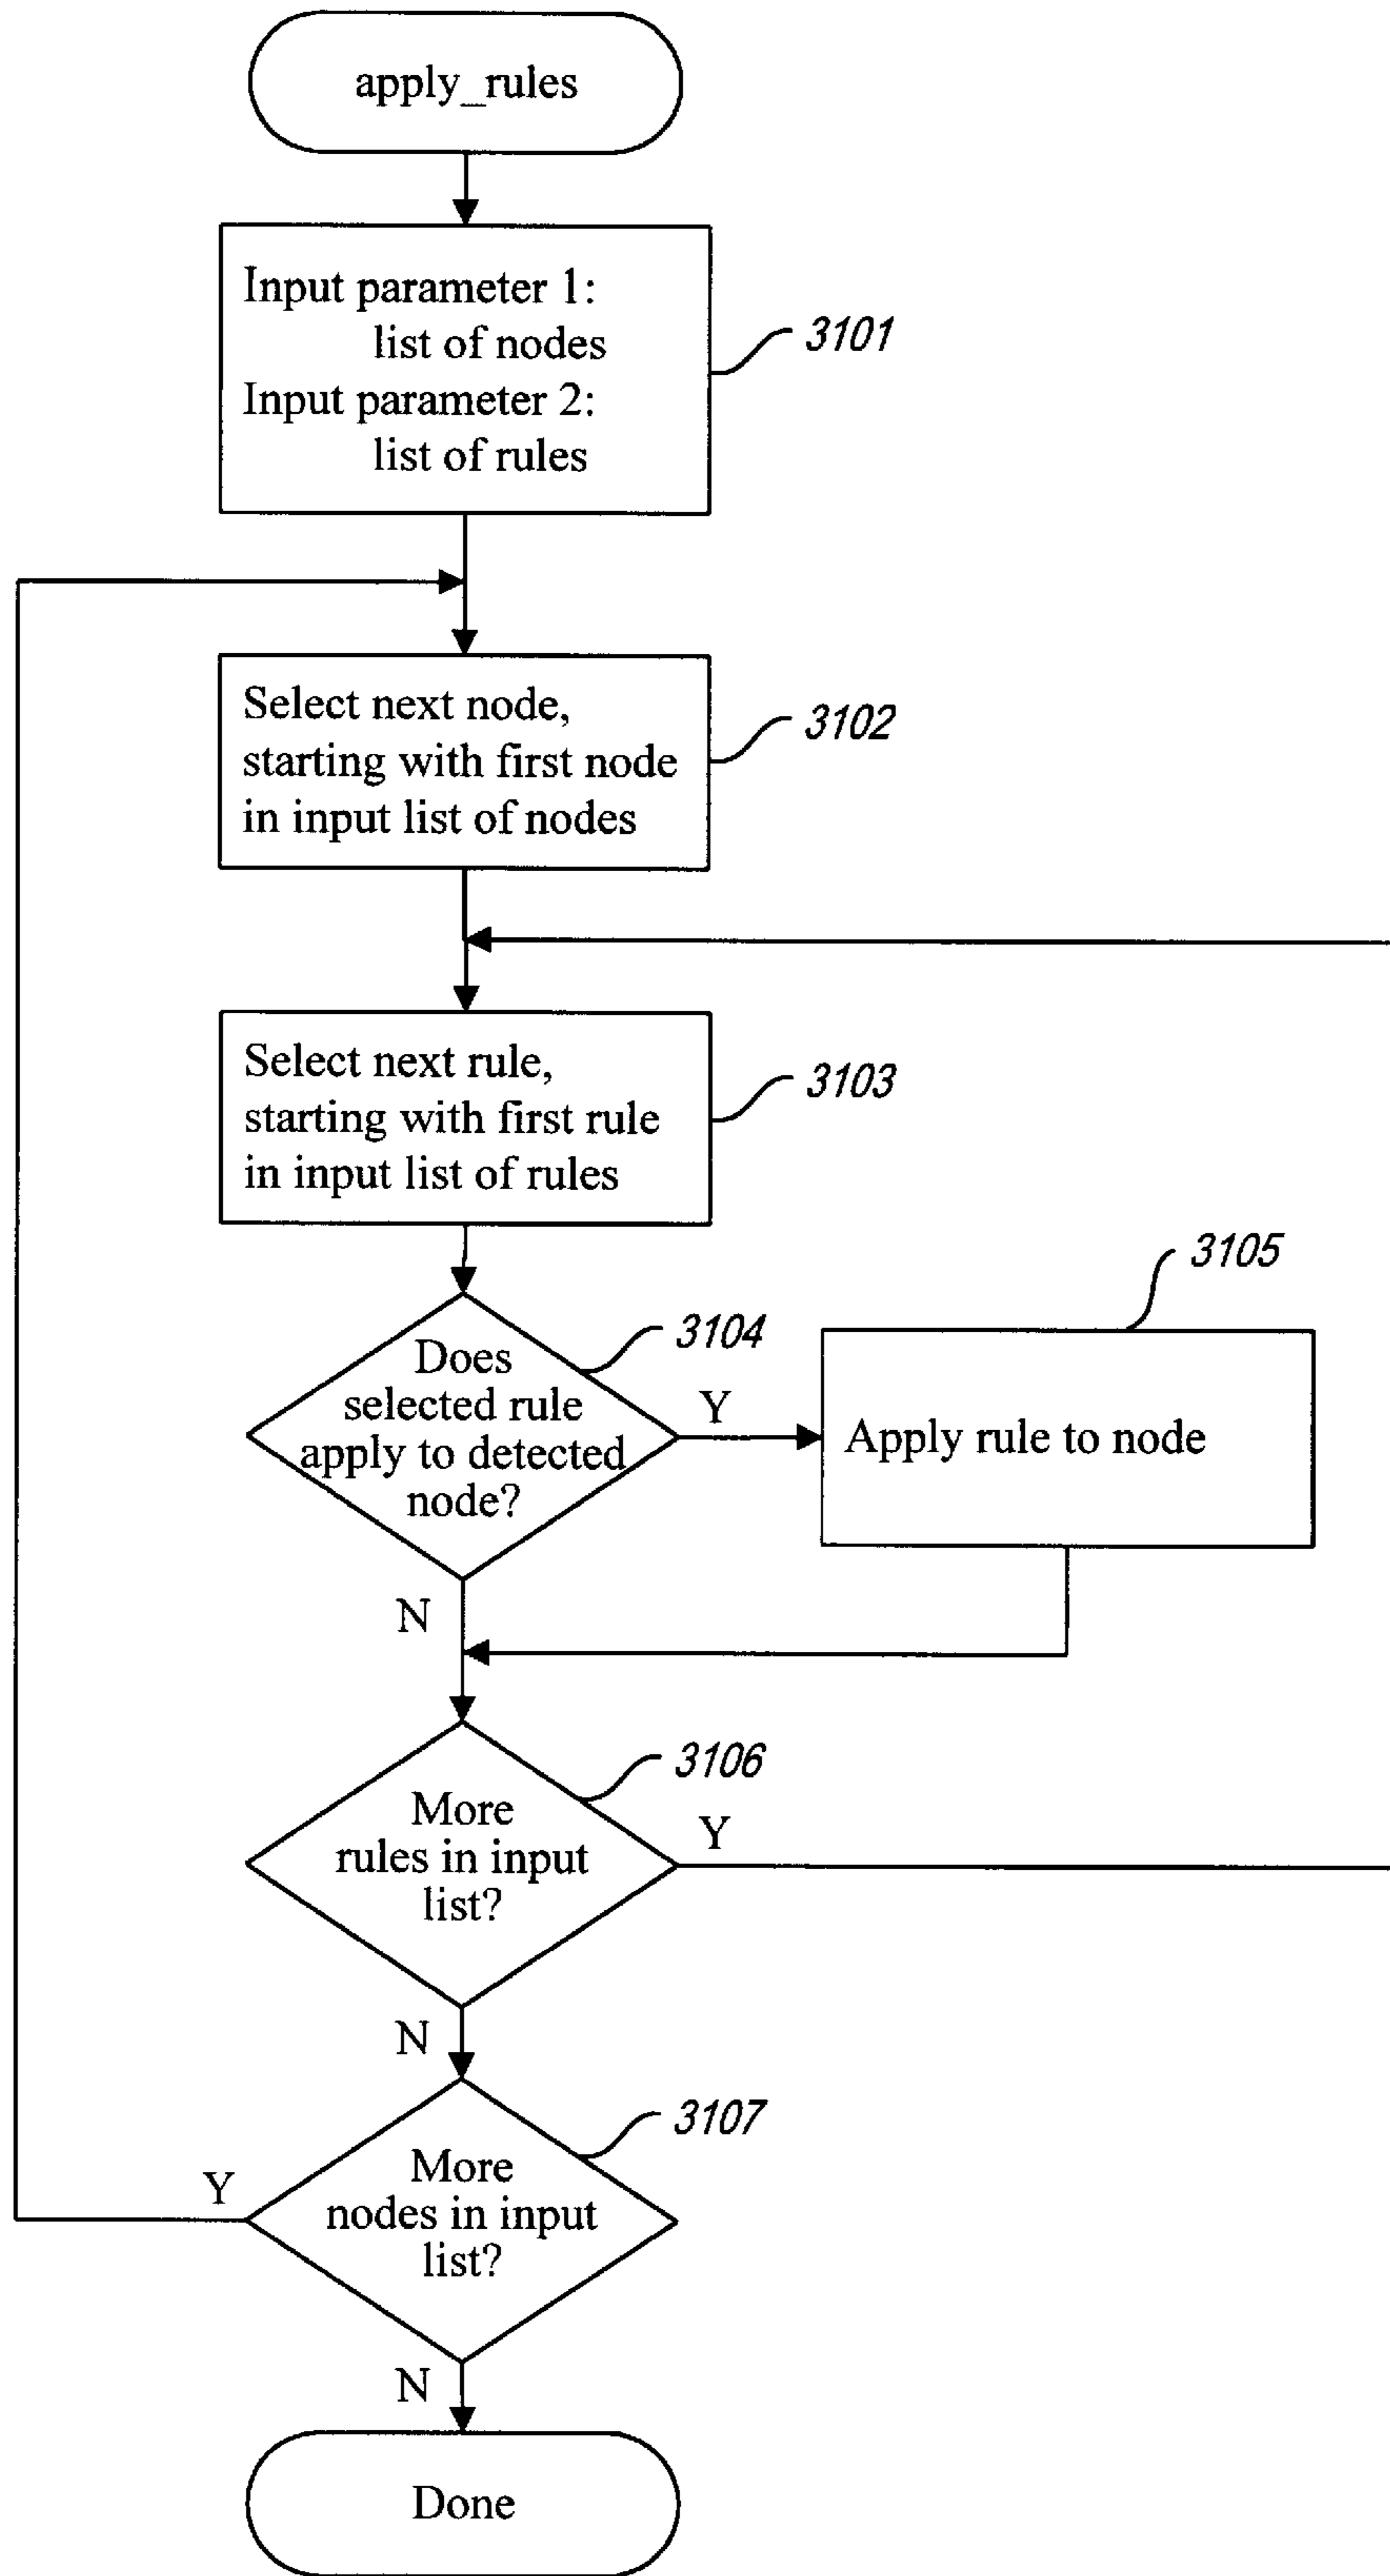 apply_rules
Input parameter 1:
list of nodes
Input parameter 2:
list of rules
3101
Select next node,
starting with first node
in input list of nodes
3102
Select next rule,
starting with first rule
in input list of rules
3103
Does
selected rule
apply to detected
node?
3104
Y
N
3105
Apply rule to node
More
rules in input
list?
3106
Y
N
More
nodes in input
list?
3107
Y
N
Done